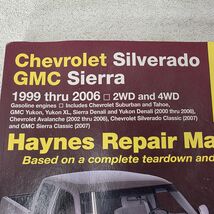 Chevrolet Silverado
GMC Sierra
1999 thru 2006 □ 2WD and 4WD
Gasoline engines □ Includes Chevrolet Suburban and Tahoe,
GMC Yukon, Yukon XL, Sierra Denali and Yukon Denali (2000 thru 2006),
Chevrolet Avalanche (2002 thru 2006), Chevrolet Silverado Classic (2007)
and GMC Sierra Classic (2007)
Haynes Repair Ma
Based on a complete teardown and